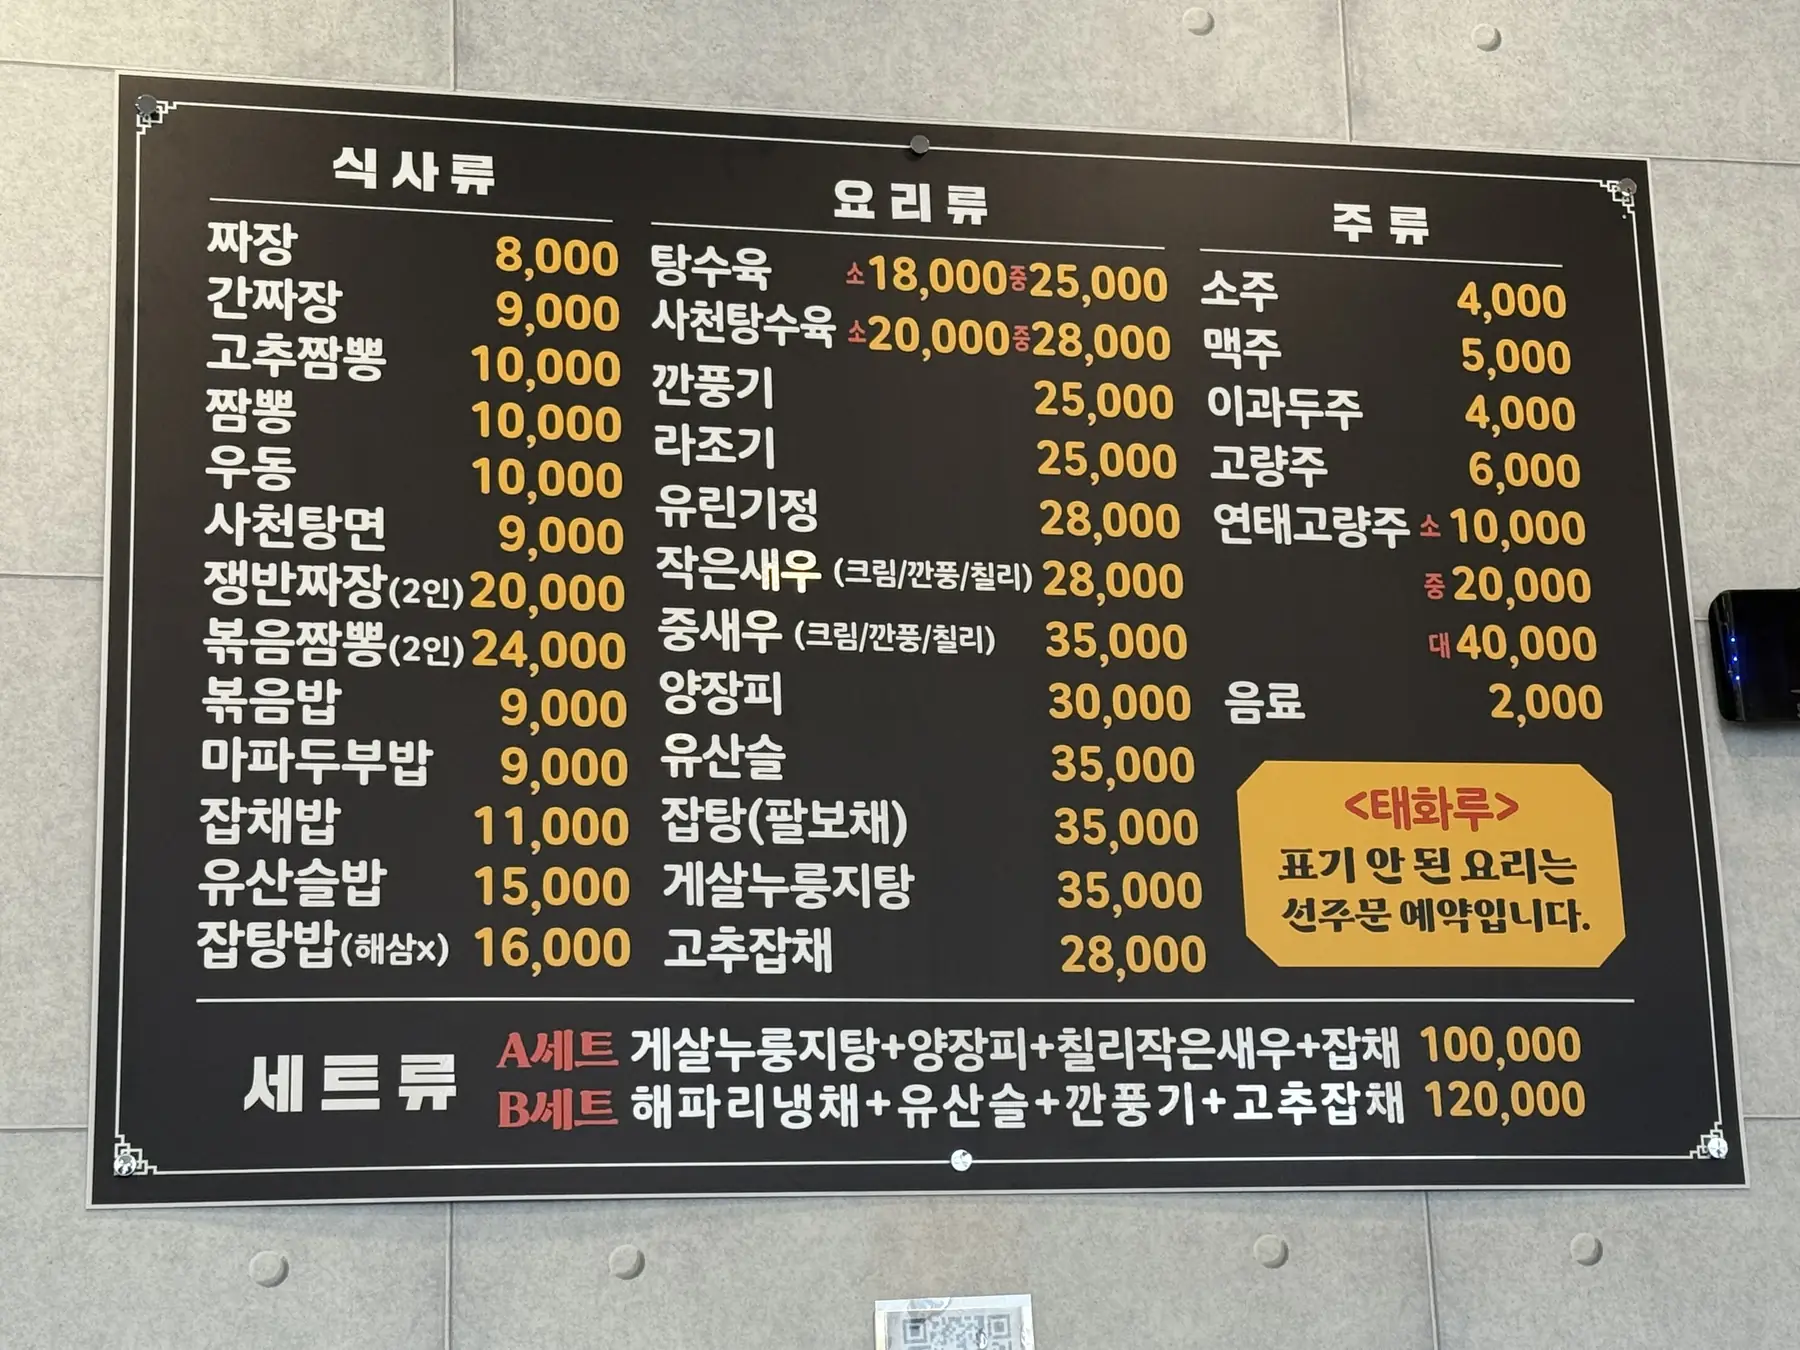 식사류
짜장 8,000
간짜장 9,000
고추짬뽕 10,000
짬뽕 10,000
우동 10,000
사천탕면 9,000
쟁반짜장(2인) 20,000
볶음짬뽕(2인) 24,000
볶음밥 9,000
마파두부밥 9,000
잡채밥 11,000
유산슬밥 15,000
잡탕밥(해삼x) 16,000
요리류
탕수육 소18,000 중25,000
사천탕수육 소20,000 중28,000
깐풍기 25,000
라조기 25,000
유린기정 28,000
작은새우 (크림/깐풍/칠리) 28,000
중새우 (크림/깐풍/칠리) 35,000
양장피 30,000
유산슬 35,000
잡탕(팔보채) 35,000
게살누룽지탕 35,000
고추잡채 28,000
주류
소주 4,000
맥주 5,000
이과두주 4,000
고량주 6,000
연태고량주 소 10,000
중 20,000
대 40,000
음료 2,000
<태화루>
표기 안 된 요리는
선주문 예약입니다.
세트류
A세트 게살누룽지탕+양장피+칠리작은새우+잡채 100,000
B세트 해파리냉채+유산슬+깐풍기+고추잡채 120,000